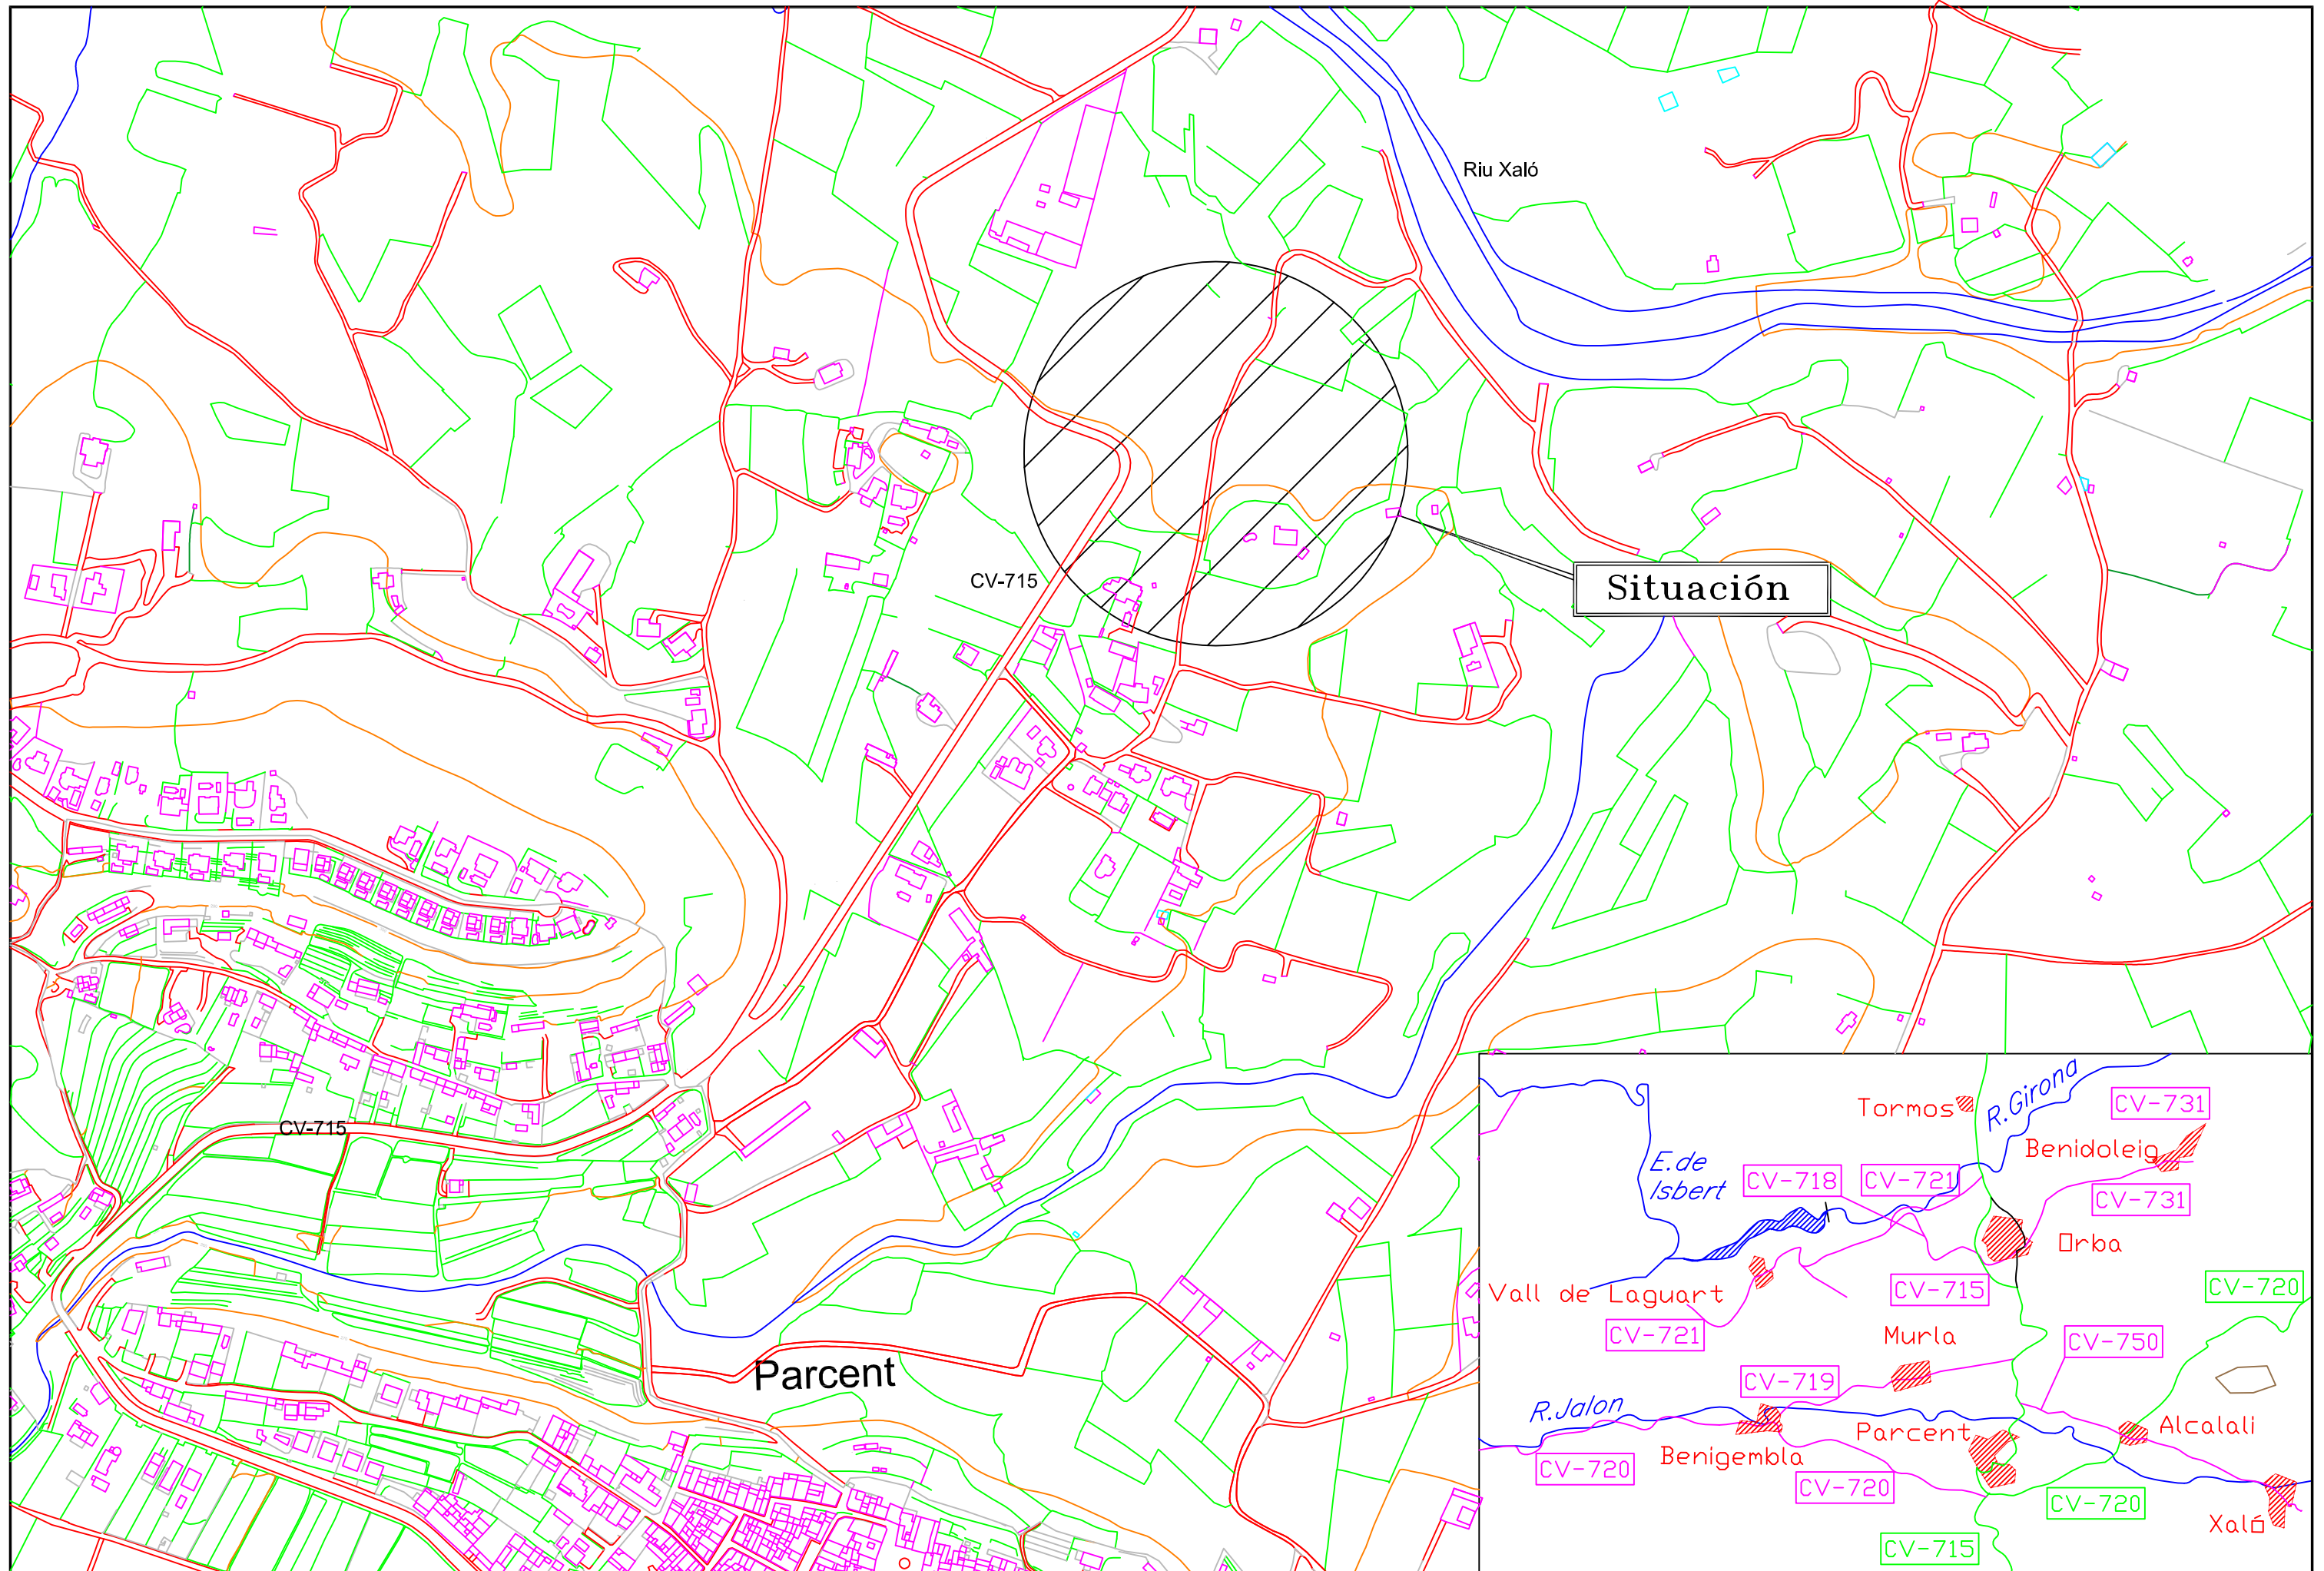 Riu Xaló
CV-715
Situación
CV-715
Parcent
Tormos
R.Girona
CV-731
Benidoleig
E.de
Isbert
CV-718
CV-721
CV-731
Orba
Vall de Laguart
CV-715
CV-720
CV-721
Murla
CV-750
CV-719
R.Jalon
Parcent
Alcalali
Benigembla
CV-720
CV-720
CV-720
Xaló
CV-715